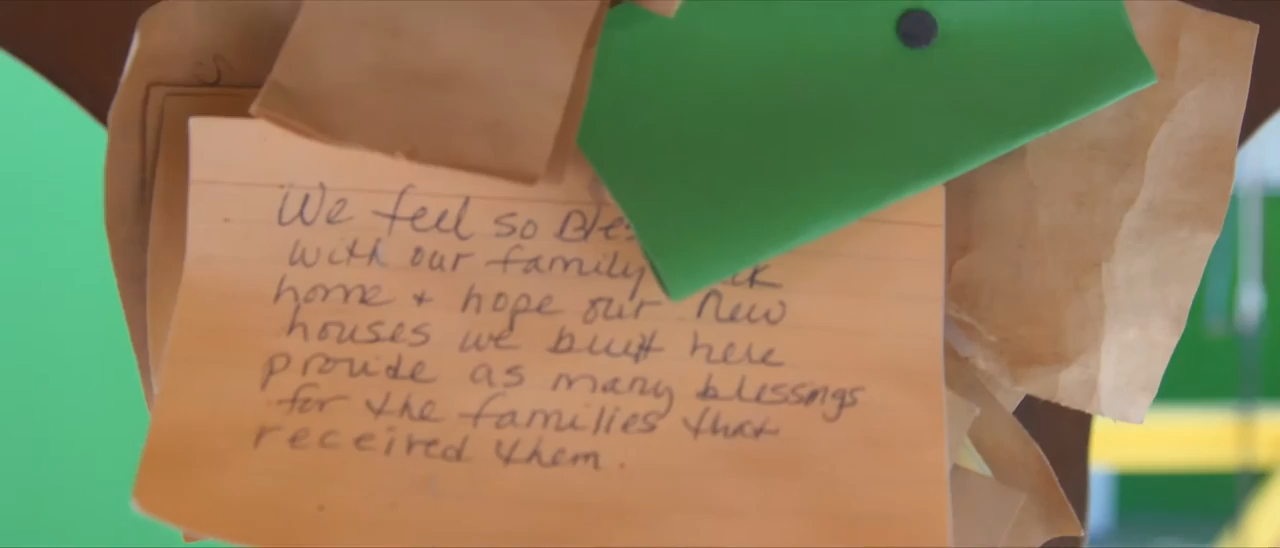 We feel so Bles
with our family
home + hope our new
houses we built here
provide as many blessings
for the families that
received them.